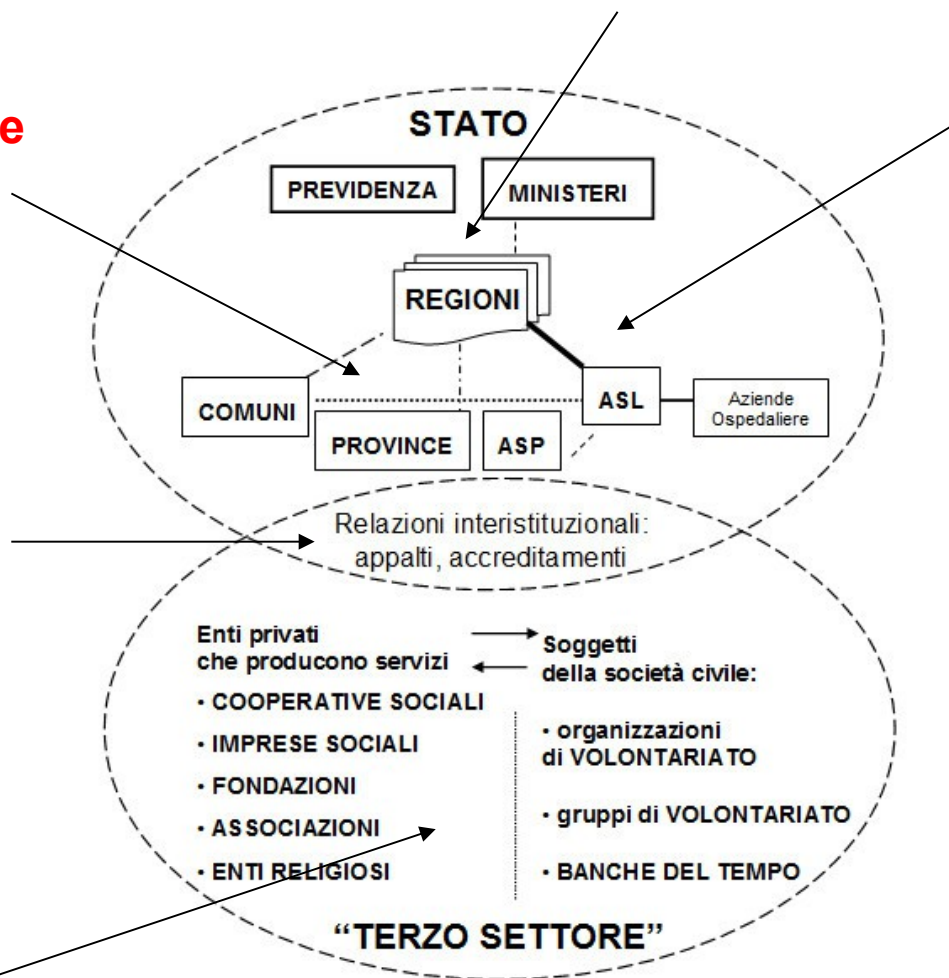 e
STATO
PREVIDENZA
MINISTERI
REGIONI
COMUNI
PROVINCE
ASP
ASL
Aziende
Ospedaliere
Relazioni interistituzionali:
appalti, accreditamenti
Enti privati
che producono servizi
• COOPERATIVE SOCIALI
• IMPRESE SOCIALI
• FONDAZIONI
• ASSOCIAZIONI
• ENTI RELIGIOSI
Soggetti
della società civile:
• organizzazioni
di VOLONTARIATO
• gruppi di VOLONTARIATO
• BANCHE DEL TEMPO
“TERZO SETTORE”